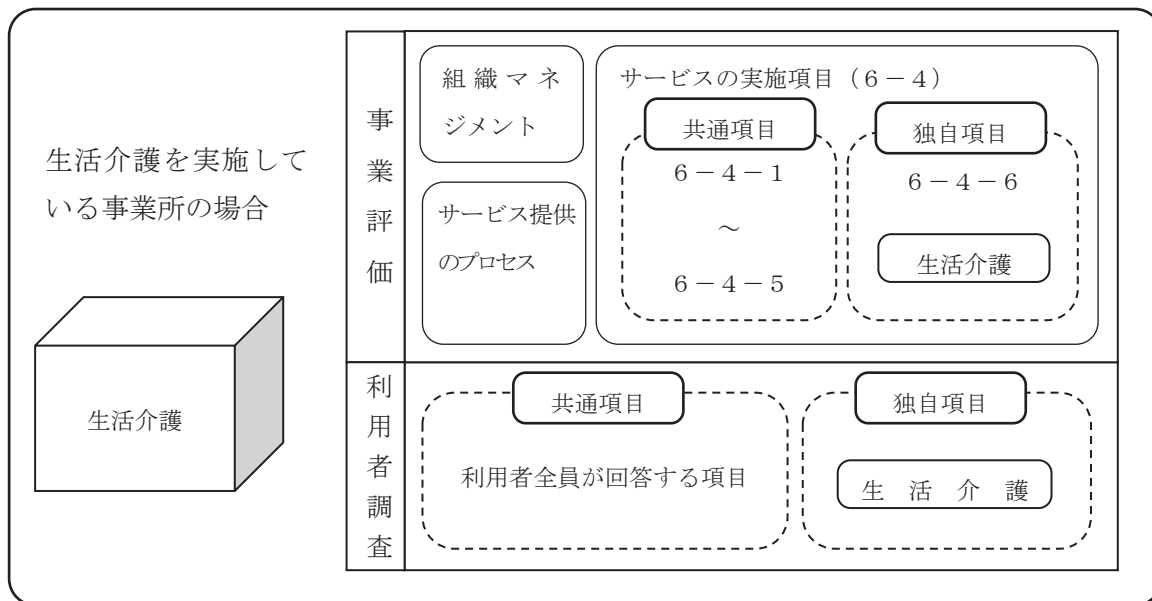 生活介護を実施して
いる事業所の場合
生活介護
事業評価
組織マネ
ジメント
サービス提供
のプロセス
サービスの実施項目（６－４）
共通項目
６－４－１
～
６－４－５
独自項目
６－４－６
生活介護
利用者調査
共通項目
利用者全員が回答する項目
独自項目
生活介護